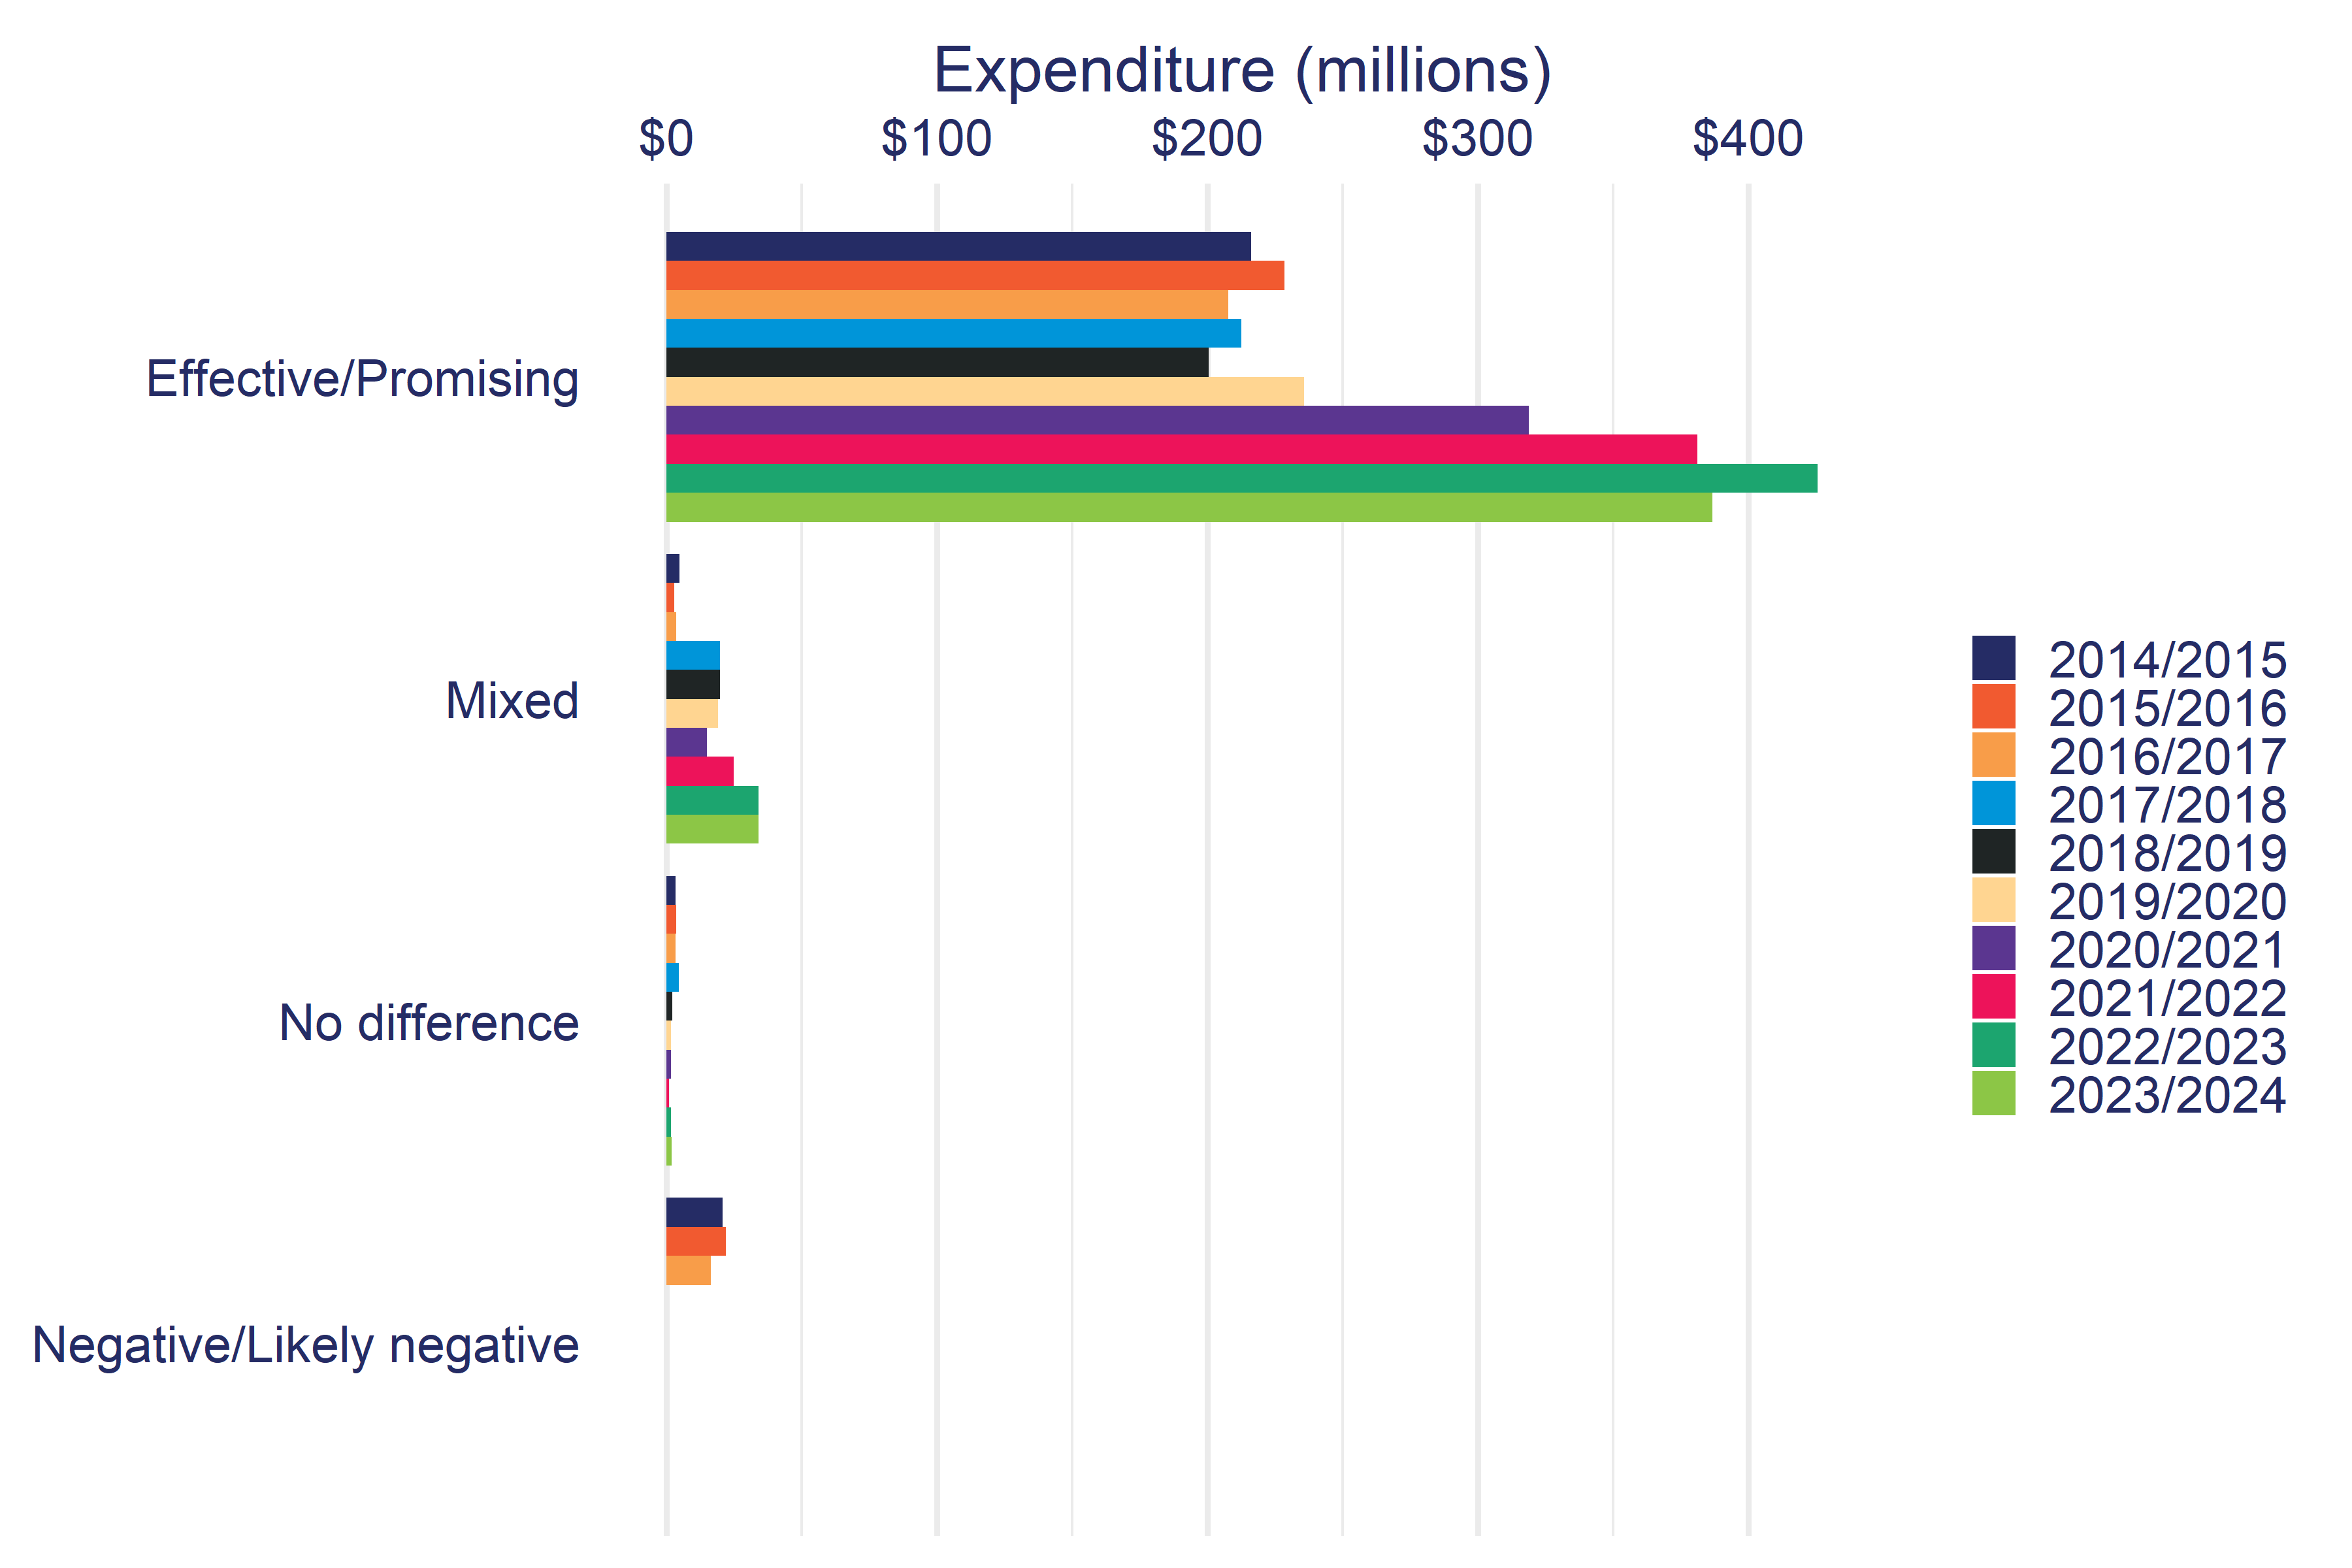 Expenditure (millions)
$0 $100 $200 $300 $400
Effective/Promising
Mixed
No difference
Negative/Likely negative
2014/2015
2015/2016
2016/2017
2017/2018
2018/2019
2019/2020
2020/2021
2021/2022
2022/2023
2023/2024